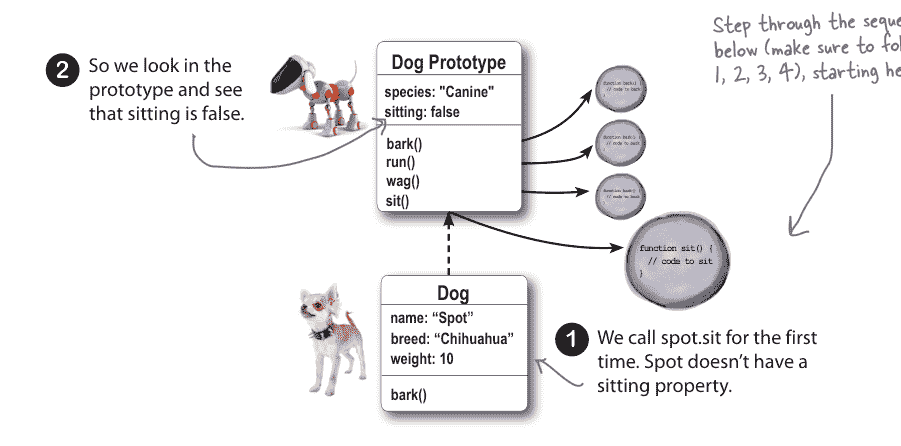 Step through the
below (make sure to
1, 2, 3, 4), starting
2 So we look in the
prototype and see
that sitting is false.
Dog Prototype
species: "Canine"
sitting: false
bark()
run()
wag()
sit()
function sit() {
// code to sit
}
Dog
name: “Spot”
breed: “Chihuahua”
weight: 10
bark()
1 We call spot.sit for the first
time. Spot doesn’t have a
sitting property.